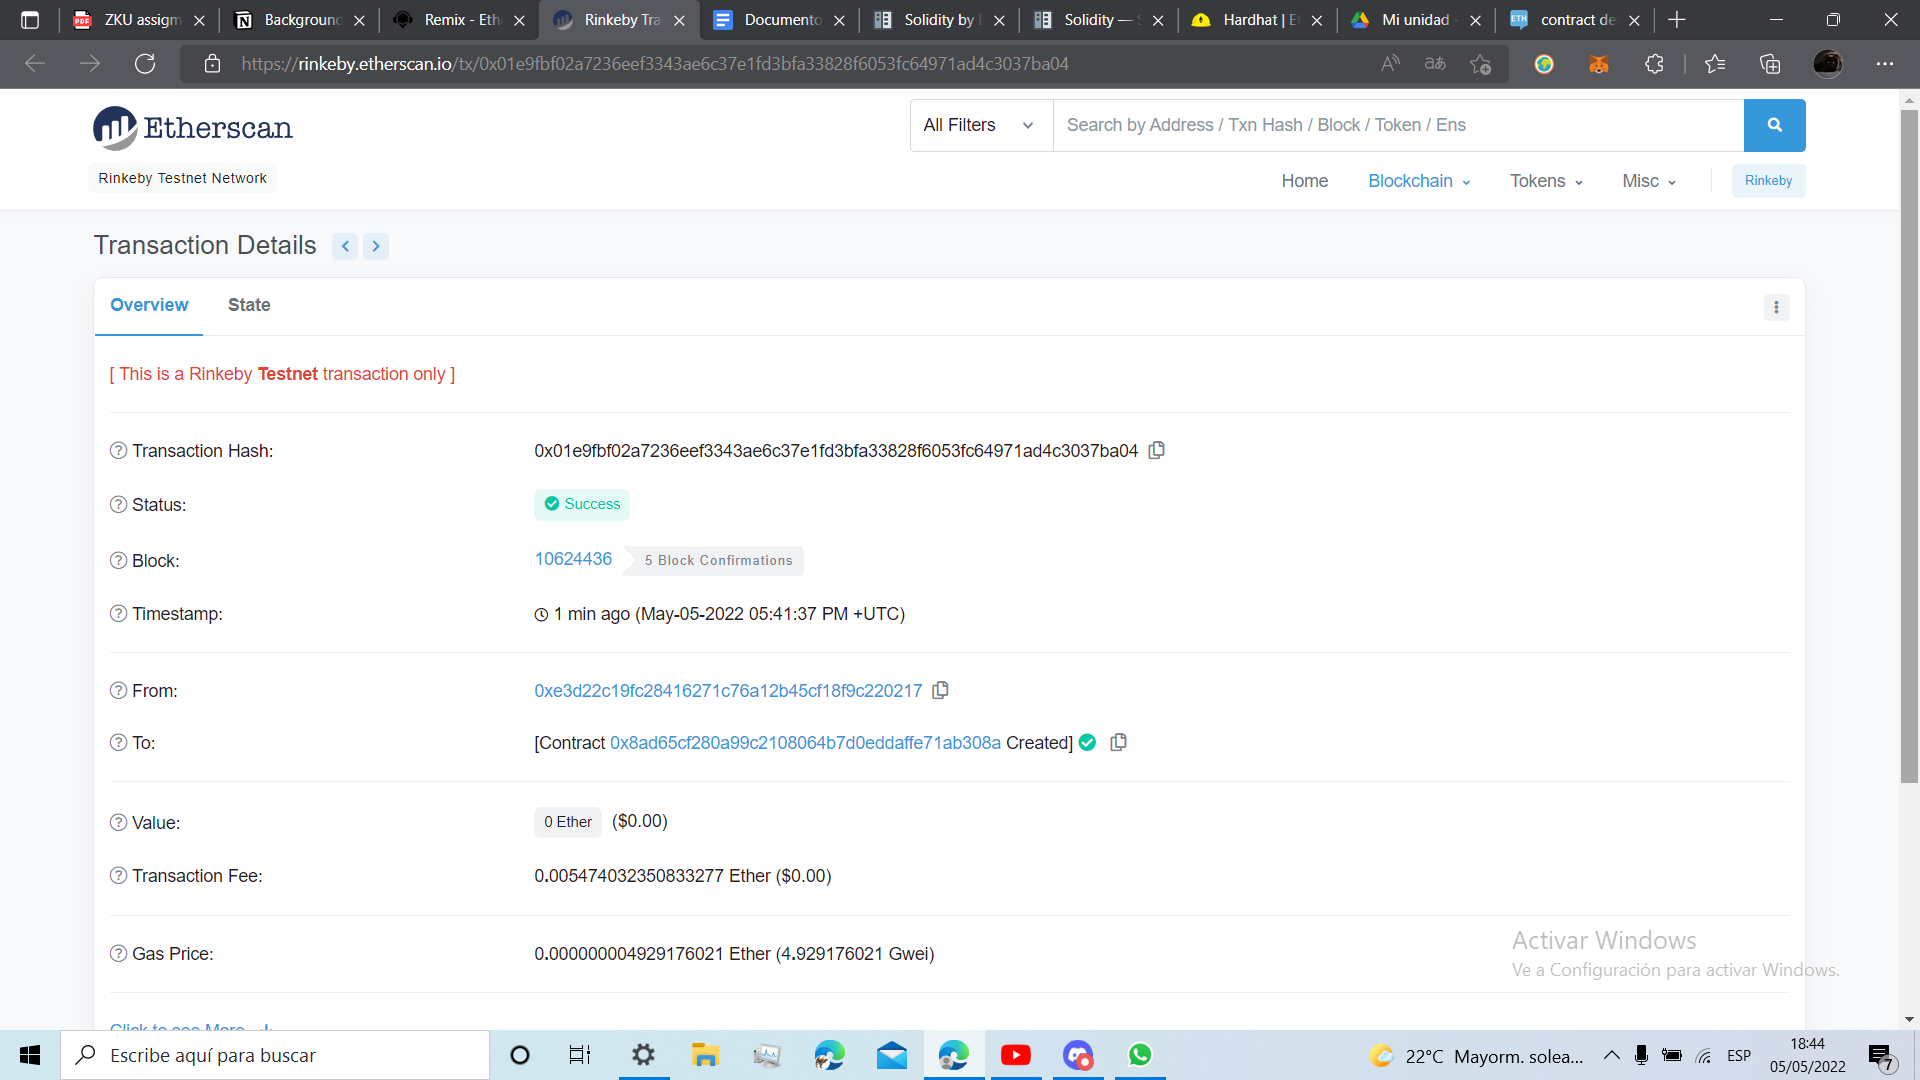 ZKU assignm
Background
Remix - Eth
Rinkeby Tra
Documento
Solidity by E
Solidity — S
Hardhat | Et
Mi unidad -
contract de
https://rinkeby.etherscan.io/tx/0x01e9fbf02a7236eef3343ae6c37e1fd3bfa33828f6053fc64971ad4c3037ba04
Etherscan
All Filters
Search by Address / Txn Hash / Block / Token / Ens
Rinkeby Testnet Network
Home Blockchain Tokens Misc Rinkeby
Transaction Details
Overview State
[ This is a Rinkeby Testnet transaction only ]
Transaction Hash: 0x01e9fbf02a7236eef3343ae6c37e1fd3bfa33828f6053fc64971ad4c3037ba04
Status: Success
Block: 10624436 5 Block Confirmations
Timestamp: 1 min ago (May-05-2022 05:41:37 PM +UTC)
From: 0xe3d22c19fc28416271c76a12b45cf18f9c220217
To: [Contract 0x8ad65cf280a99c2108064b7d0eddaffe71ab308a Created]
Value: 0 Ether ($0.00)
Transaction Fee: 0.005474032350833277 Ether ($0.00)
Gas Price: 0.000000004929176021 Ether (4.929176021 Gwei)
Activar Windows
Ve a Configuración para activar Windows.
Click to see More
Escribe aquí para buscar
22°C Mayorm. solea...
ESP
18:44
05/05/2022
7